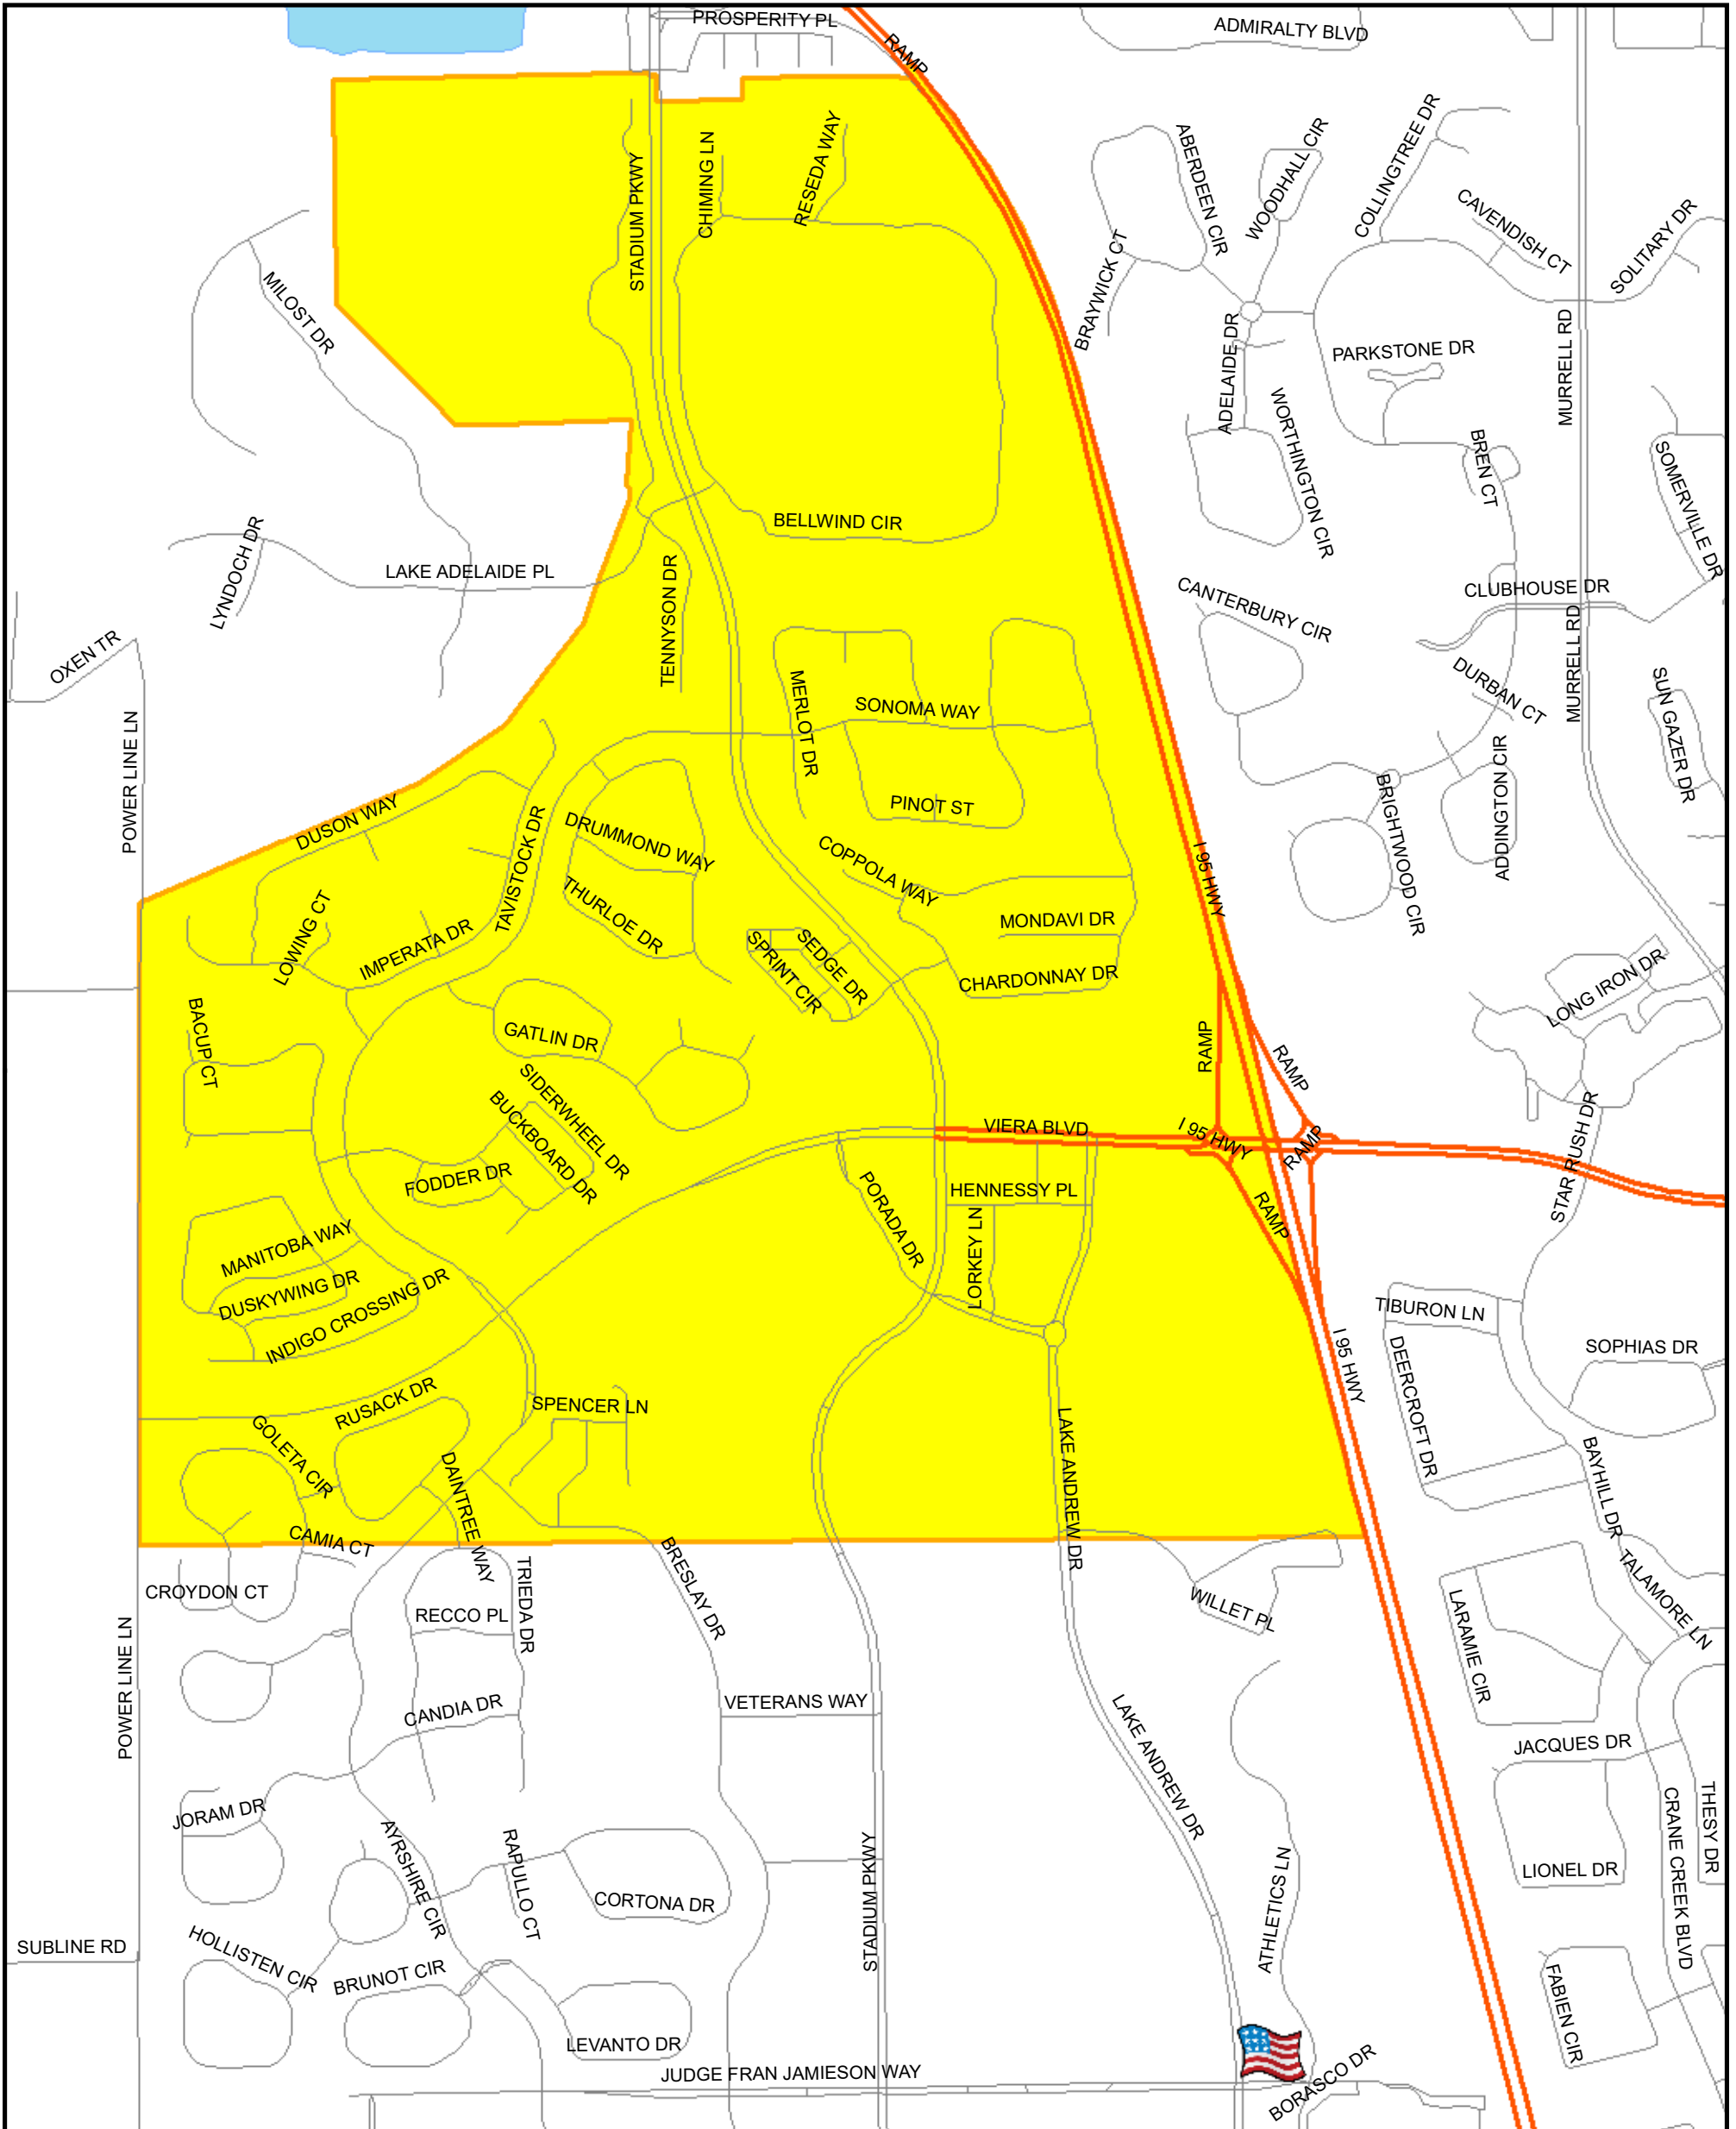 PROSPERITY PL
RAMP
ADMIRALTY BLVD
STADIUM PKWY
CHIMING LN
RESEDA WAY
ABERDEEN CIR
WOODHALL CIR
COLLINGTREE DR
CAVENDISH CT
SOLITARY DR
BRAYWICK CT
MILOST DR
ADELAIDE DR
PARKSTONE DR
MURRELL RD
WORTHINGTON CIR
BREN CT
SOMERVILLE DR
BELLWIND CIR
LYNDOCH DR
LAKE ADELAIDE PL
TENNYSON DR
CANTERBURY CIR
CLUBHOUSE DR
MURRELL RD
OXEN TR
DURBAN CT
SUN GAZER DR
POWER LINE LN
MERLOT DR
SONOMA WAY
ADDINGTON CIR
BRIGHTWOOD CIR
DUSON WAY
TAVISTOCK DR
DRUMMOND WAY
PINOT ST
COPPOLA WAY
I 95 HWY
THURLOE DR
LOWING CT
IMPERATA DR
MONDAVI DR
SPRINT CIR
SEDGE DR
CHARDONNAY DR
LONG IRON DR
BACUP CT
GATLIN DR
RAMP
RAMP
SIDERWHEEL DR
BUCKBOARD DR
FODDER DR
VIERA BLVD
I 95 HWY
RAMP
STAR RUSH DR
PORADA DR
HENNESSY PL
LORKEY LN
RAMP
MANITOBA WAY
DUSKYWING DR
INDIGO CROSSING DR
TIBURON LN
I 95 HWY
DEERCROFT DR
SOPHIAS DR
RUSACK DR
SPENCER LN
GOLETA CIR
DAINTREE WAY
LAKE ANDREW DR
BAYHILL DR
CAMIA CT
CROYDON CT
TRIEDA DR
BRESLAY DR
WILLET PL
TALAMORE LN
LARAMIE CIR
RECCO PL
POWER LINE LN
CANDIA DR
VETERANS WAY
LAKE ANDREW DR
JACQUES DR
JORAM DR
AYRSHIRE CIR
RAPULLO CT
CORTONA DR
STADIUM PKWY
ATHLETICS LN
LIONEL DR
CRANE CREEK BLVD
THESY DR
SUBLINE RD
HOLLISTEN CIR
BRUNOT CIR
FABIEN CIR
LEVANTO DR
JUDGE FRAN JAMIESON WAY
BORASCO DR